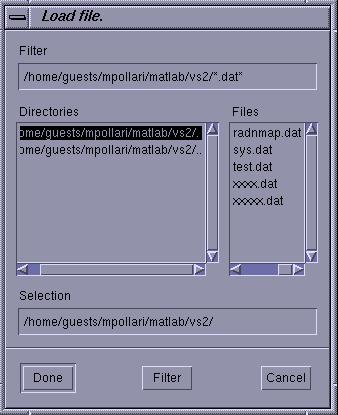 Load file.
Filter
/home/guests/mpollari/matlab/vs2/*.dat*
Directories
Files
ome/guests/mpollari/matlab/vs2/.
ome/guests/mpollari/matlab/vs2/..
radnmap.dat
sys.dat
test.dat
xxxx.dat
xxxxx.dat
Selection
/home/guests/mpollari/matlab/vs2/
Done
Filter
Cancel